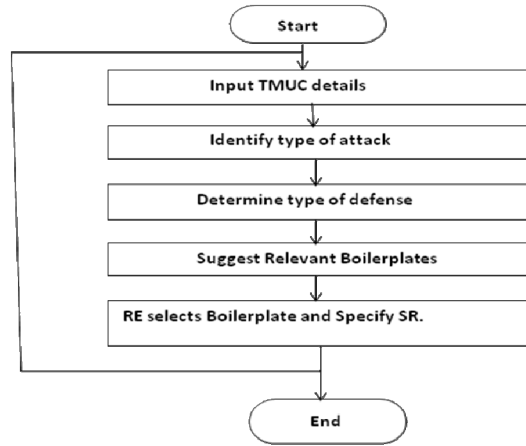 Start
Input TMUC details
Identify type of attack
Determine type of defense
Suggest Relevant Boilerplates
RE selects Boilerplate and Specify SR.
End